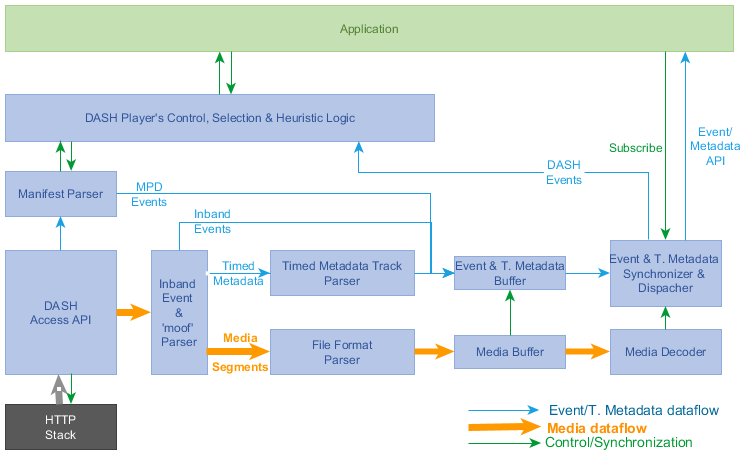 Application
DASH Player's Control, Selection & Heuristic Logic
Subscribe
Event/
Metadata
API
DASH
Events
Manifest Parser
MPD
Events
Inband
Events
DASH
Access API
Inband
Event
&
'moof'
Parser
Timed
Metadata
Timed Metadata Track
Parser
Event & T. Metadata
Buffer
Event & T. Metadata
Synchronizer &
Dispacher
Media
Segments
File Format
Parser
Media Buffer
Media Decoder
HTTP
Stack
Event/T. Metadata dataflow
Media dataflow
Control/Synchronization